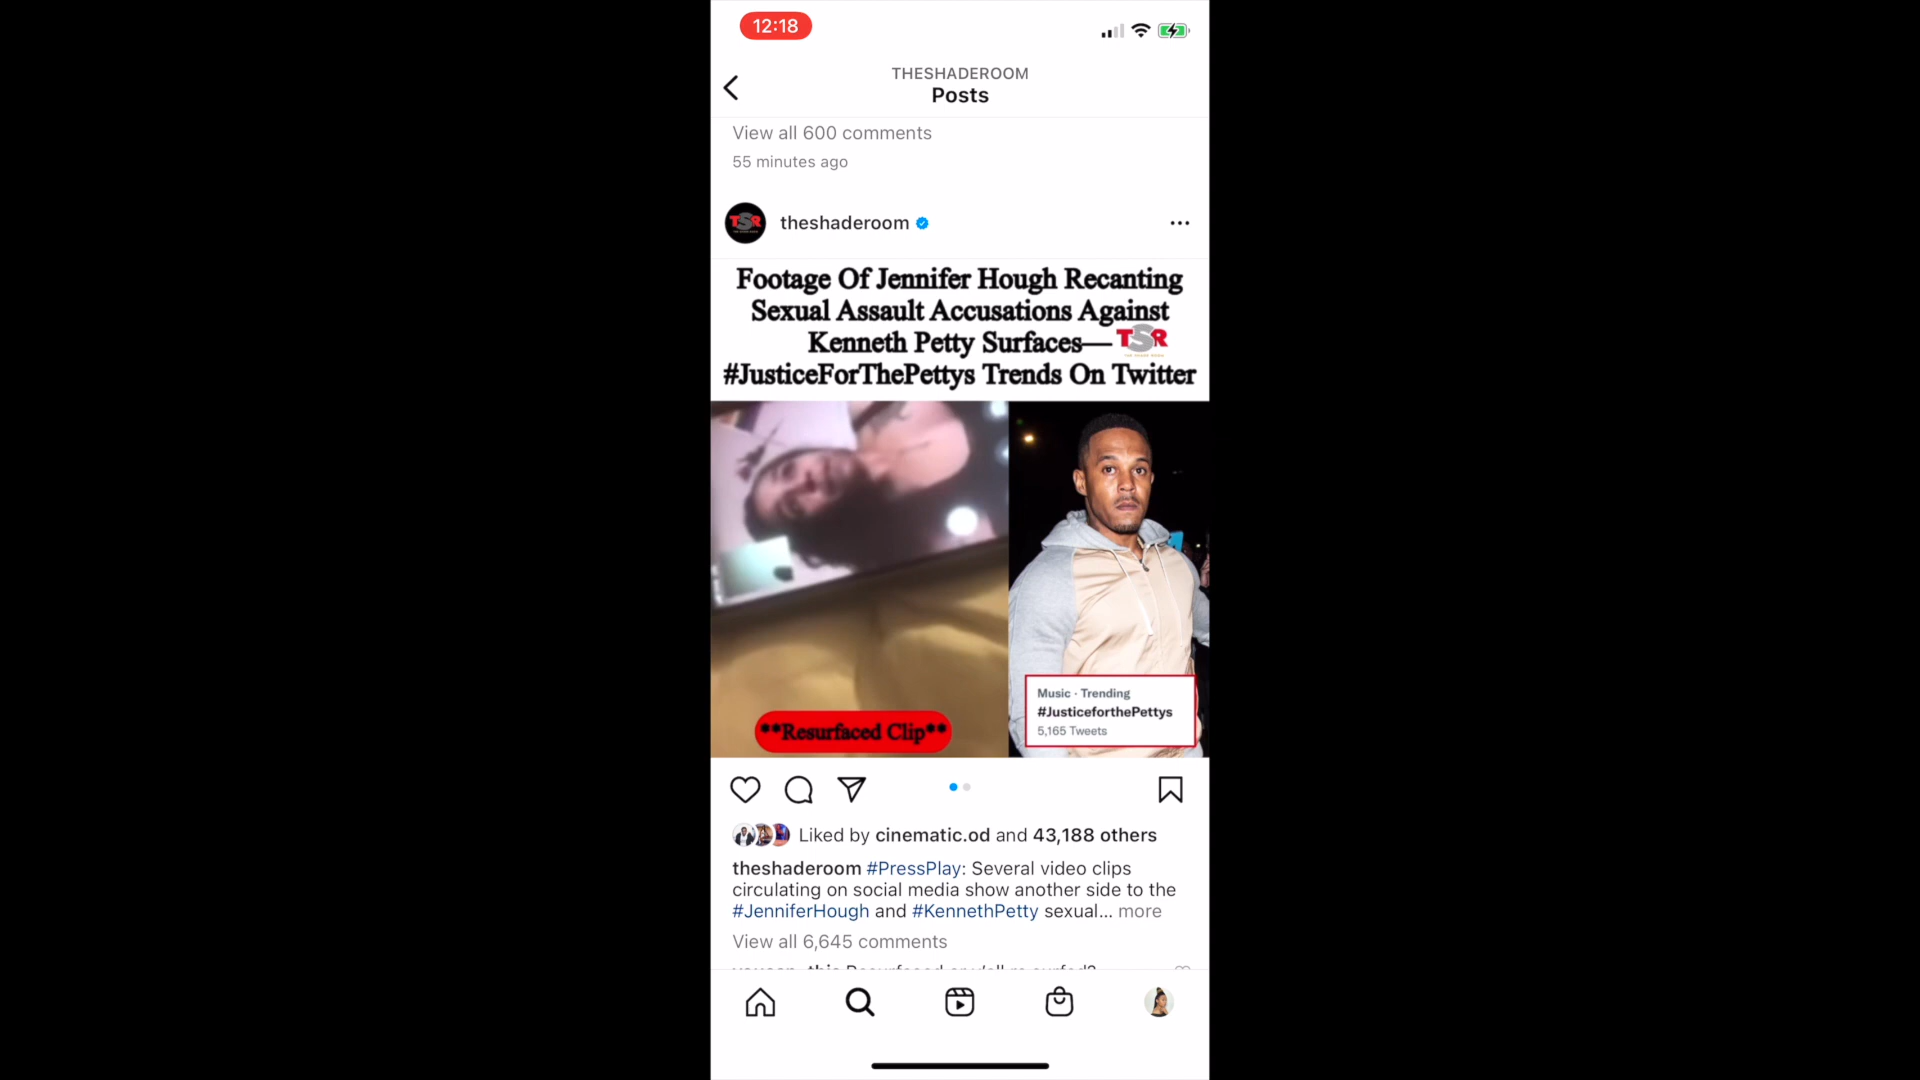 12:18
THESHADEROOM
Posts
View all 600 comments
55 minutes ago
TSR
theshaderoom
Footage Of Jennifer Hough Recanting
Sexual Assault Accusations Against
Kenneth Petty Surfaces—
TSR
#JusticeForThePettys Trends On Twitter
**Resurfaced Clip**
Music · Trending
#JusticeforthePettys
5,165 Tweets
Liked by cinematic.od and 43,188 others
theshaderoom #PressPlay: Several video clips
circulating on social media show another side to the
#JenniferHough and #KennethPetty sexual... more
View all 6,645 comments